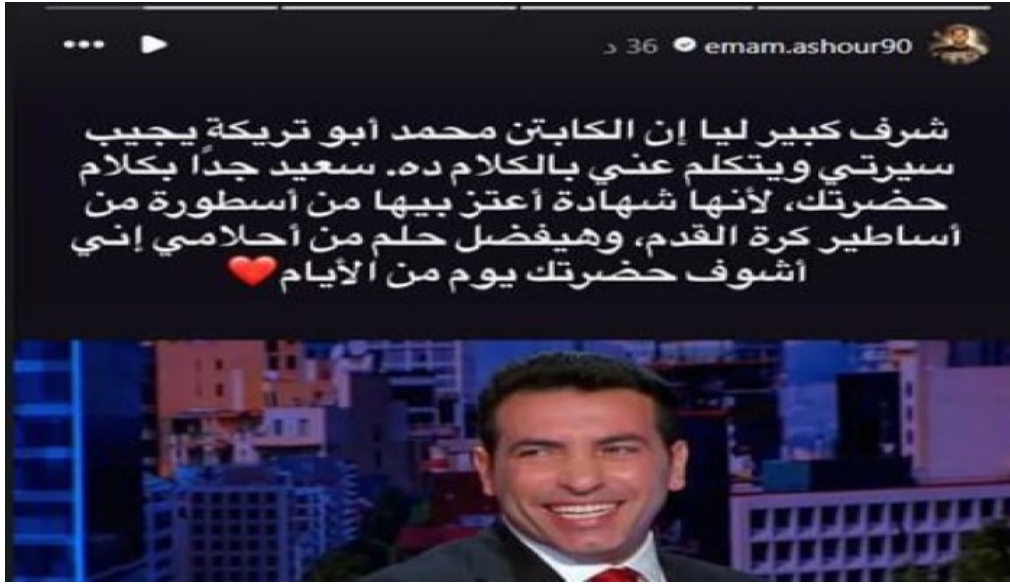 emam.ashour90 36 د
شرف كبير ليا إن الكابتن محمد أبو تريكة يجيب
سيرتي ويتكلم عني بالكلام ده. سعيد جدًا بكلام
حضرتك، لأنها شهادة أعتز بيها من أسطورة من
أساطير كرة القدم، وهيفضل حلم من أحلامي إني
أشوف حضرتك يوم من الأيام❤️